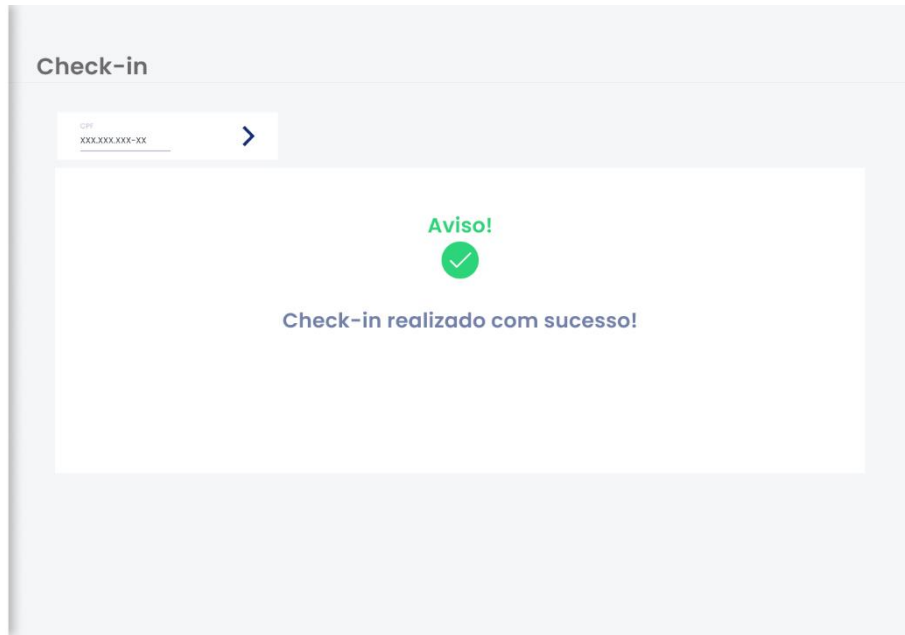 Check-in
CPF
xxx.xxx.xxx-xx
Aviso!
Check-in realizado com sucesso!